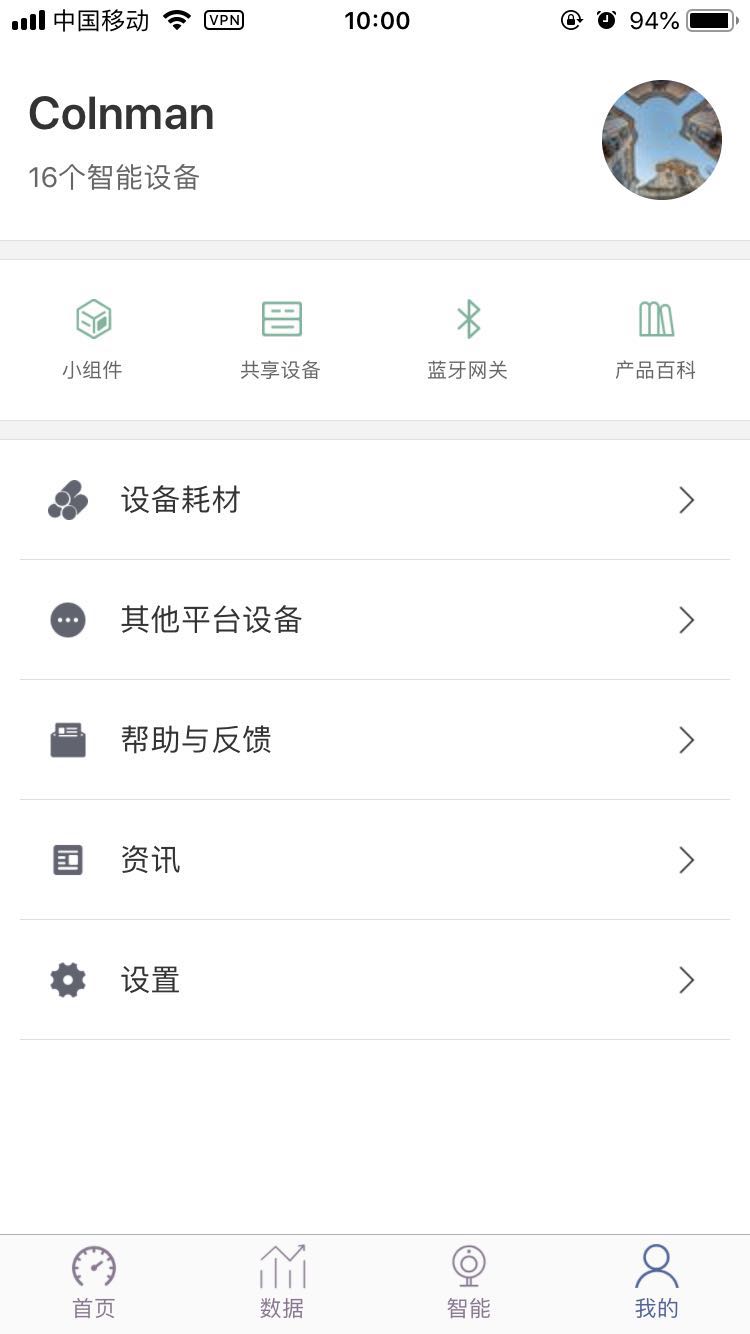 中国移动 VPN 10:00 94%
Colnman
16个智能设备
小组件 共享设备 蓝牙网关 产品百科
设备耗材
其他平台设备
帮助与反馈
资讯
设置
首页 数据 智能 我的